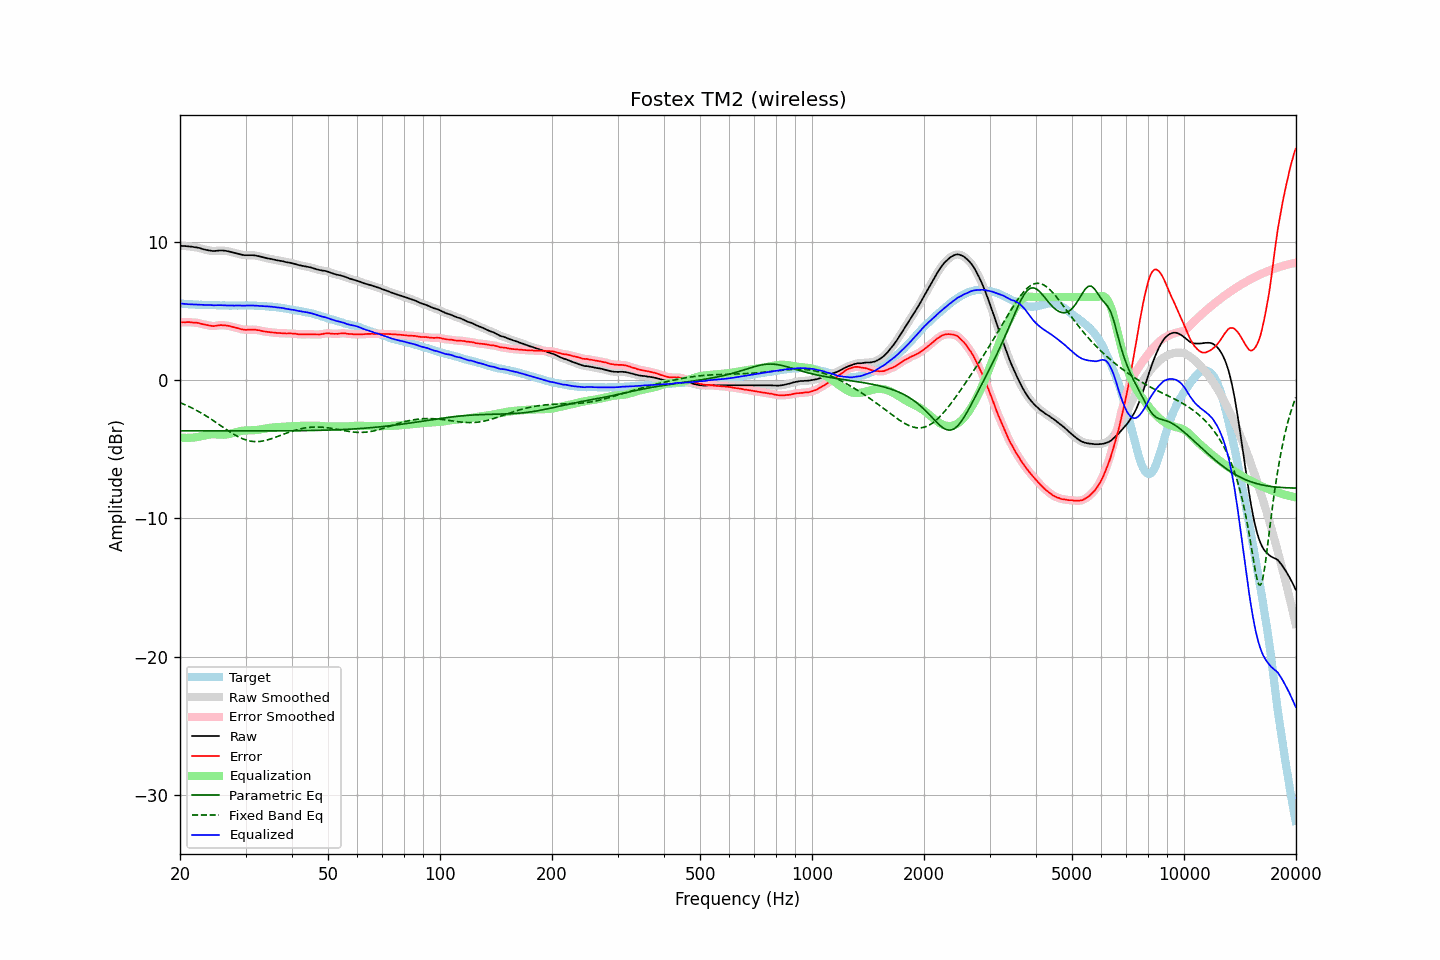 Fostex TM2 (wireless)
Amplitude (dBr)
10
0
−10
−20
−30
Target
Raw Smoothed
Error Smoothed
Raw
Error
Equalization
Parametric Eq
Fixed Band Eq
Equalized
20 50 100 200 500 1000 2000 5000 10000 20000
Frequency (Hz)